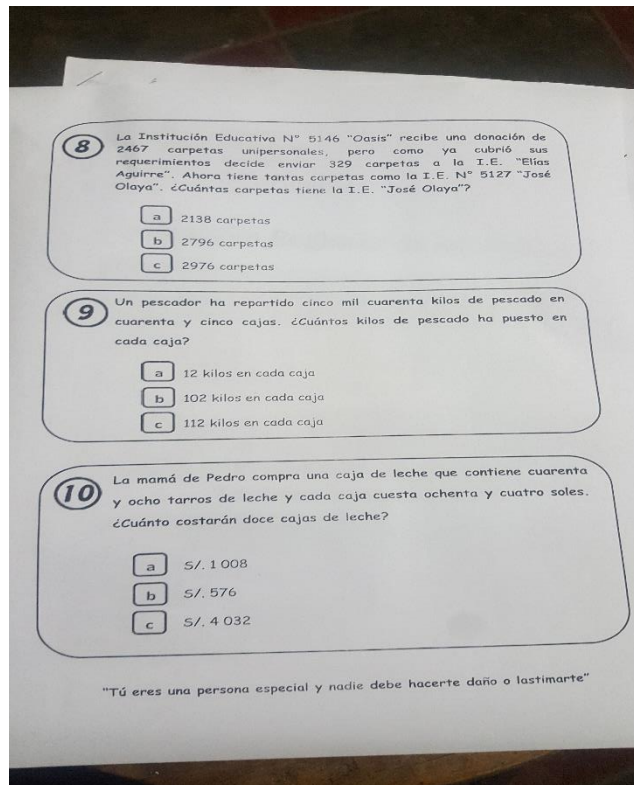 8
La Institución Educativa N° 5146 "Oasis" recibe una donación de
2467 carpetas unipersonales, pero como ya cubrió sus
requerimientos decide enviar 329 carpetas a la I.E. "Elías
Aguirre". Ahora tiene tantas carpetas como la I.E. N° 5127 "José
Olaya". ¿Cuántas carpetas tiene la I.E. "José Olaya"?
a 2138 carpetas
b 2796 carpetas
c 2976 carpetas
9
Un pescador ha repartido cinco mil cuarenta kilos de pescado en
cuarenta y cinco cajas. ¿Cuántos kilos de pescado ha puesto en
cada caja?
a 12 kilos en cada caja
b 102 kilos en cada caja
c 112 kilos en cada caja
10
La mamá de Pedro compra una caja de leche que contiene cuarenta
y ocho tarros de leche y cada caja cuesta ochenta y cuatro soles.
¿Cuánto costarán doce cajas de leche?
a S/. 1 008
b S/. 576
c S/. 4 032
"Tú eres una persona especial y nadie debe hacerte daño o lastimarte"